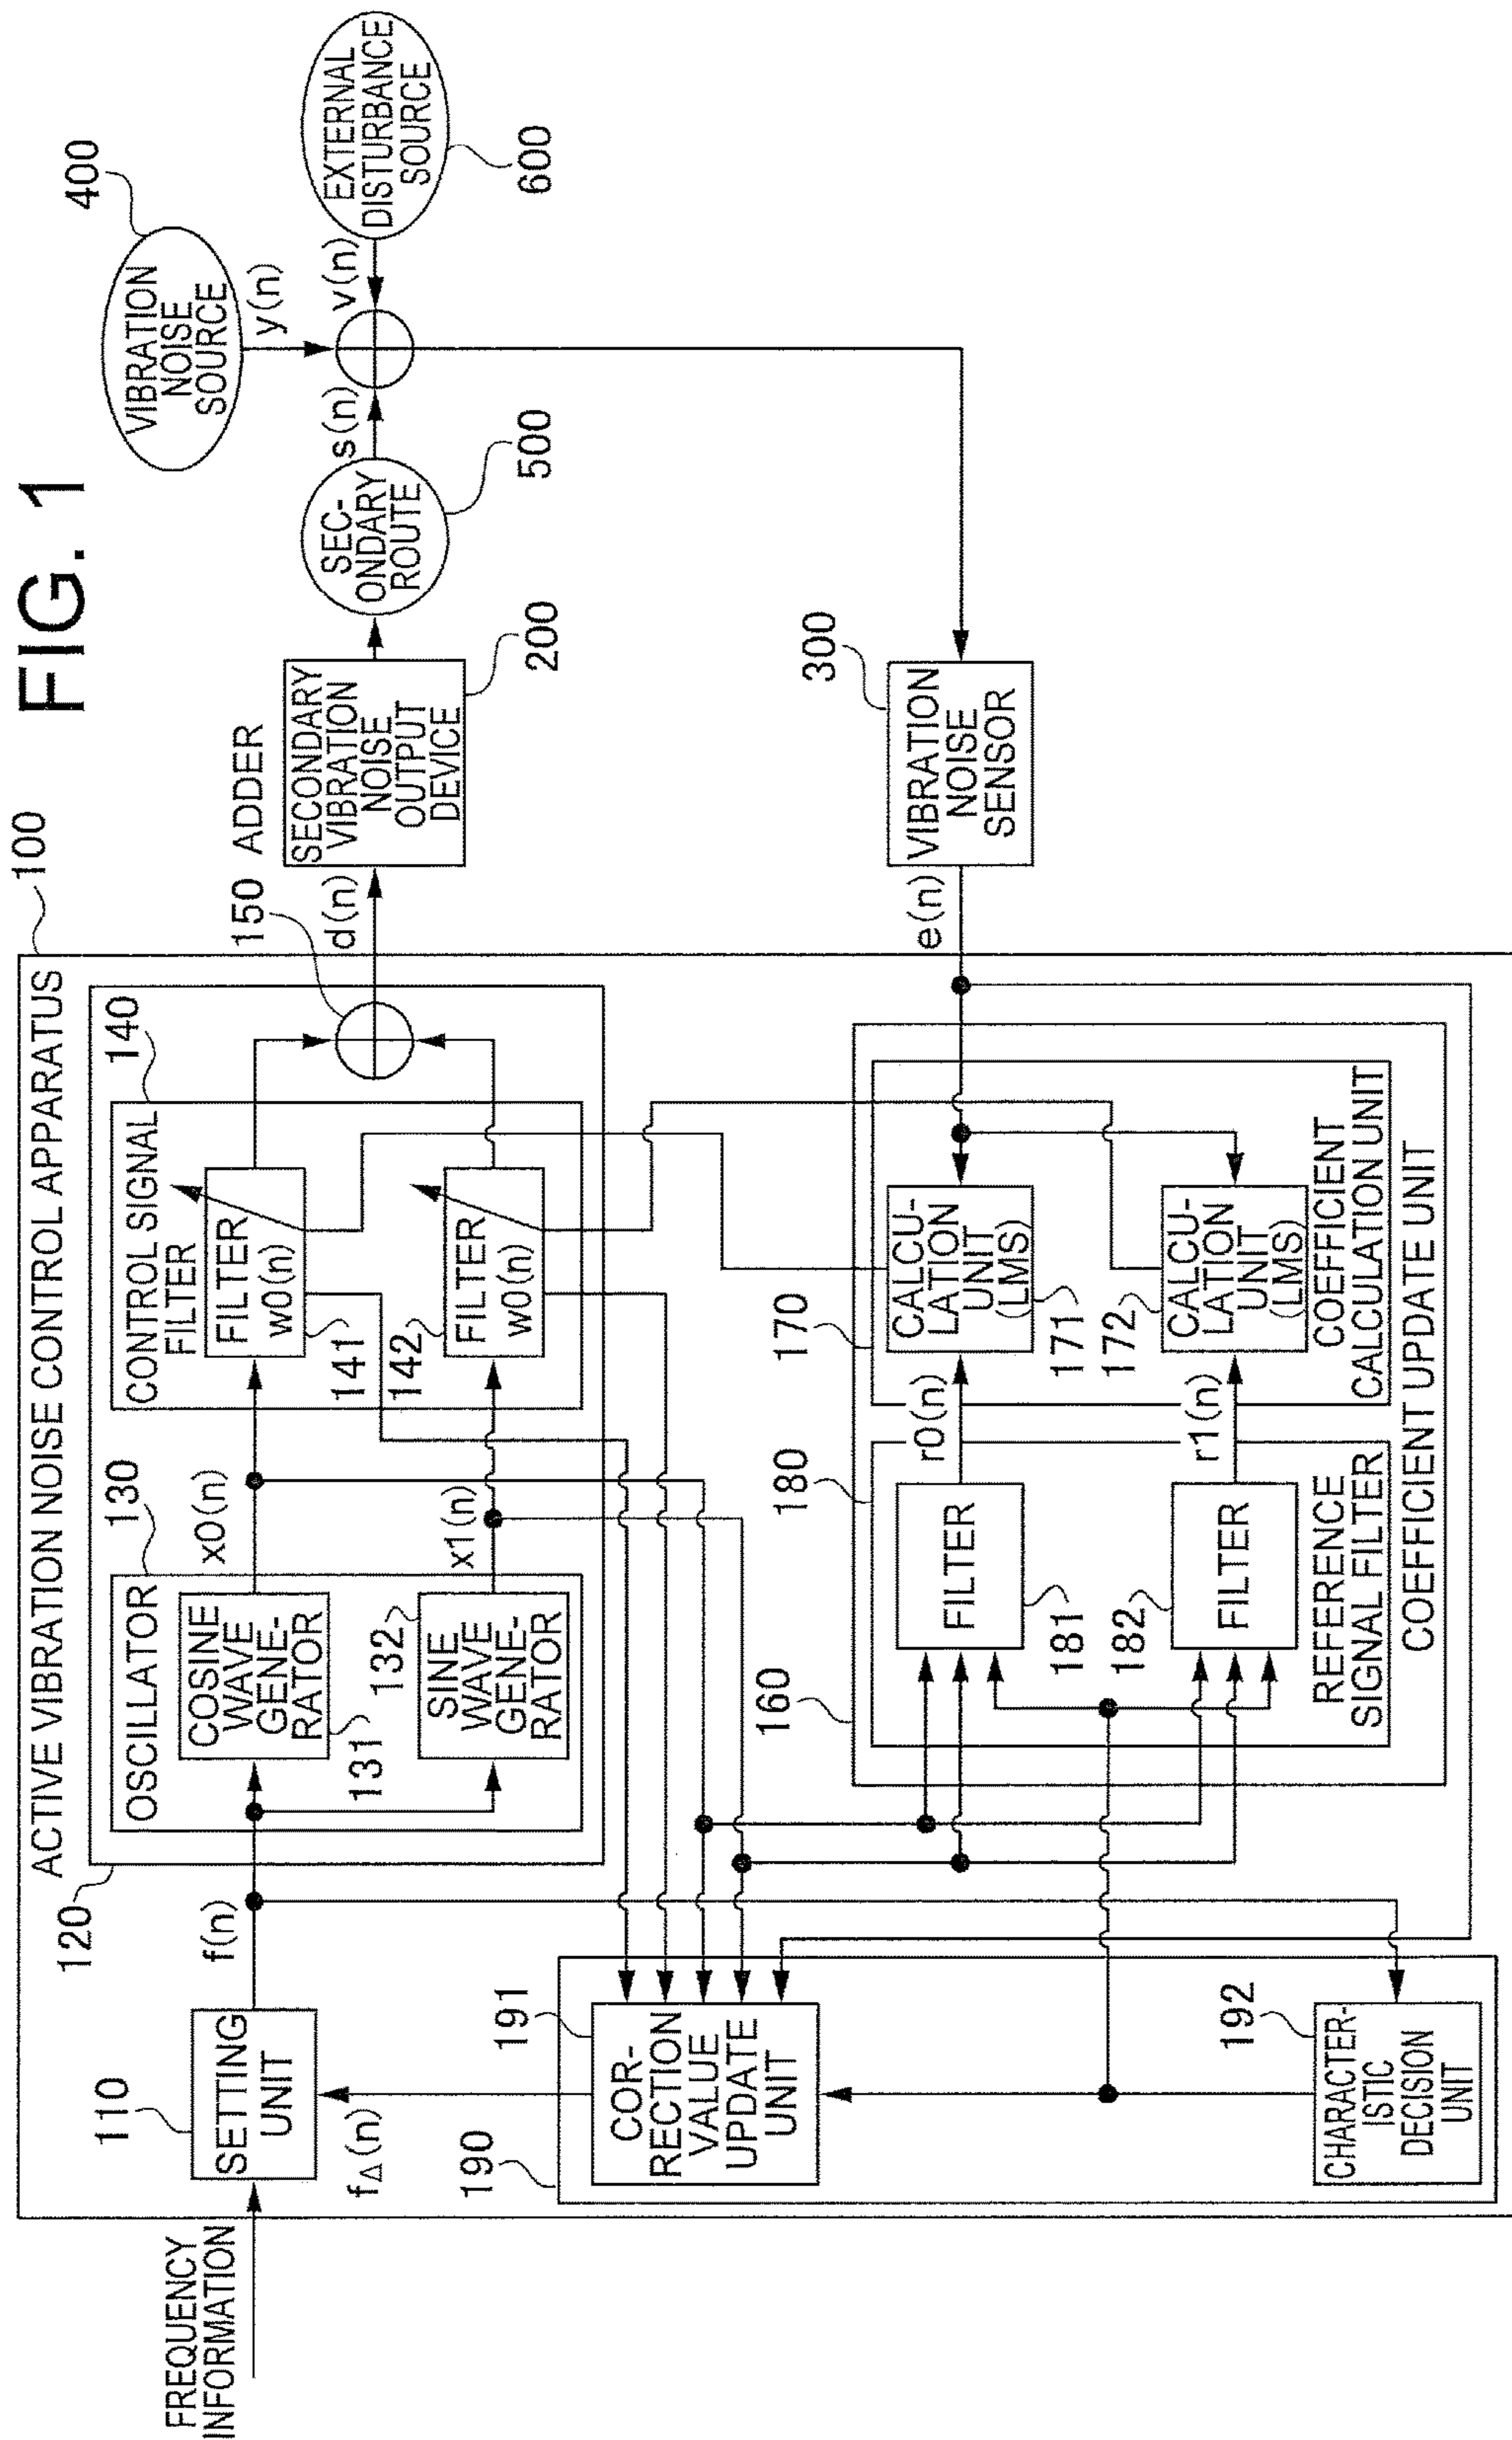 FIG. 1
ACTIVE VIBRATION NOISE CONTROL APPARATUS
100
FREQUENCY
INFORMATION
110
SETTING
UNIT
f(n)
fΔ(n)
120
OSCILLATOR
130
COSINE
WAVE
GENE-
RATOR
131
132
SINE
WAVE
GENE-
RATOR
x0(n)
x1(n)
CONTROL SIGNAL
FILTER
140
FILTER
w0(n)
141
142
FILTER
w0(n)
150
ADDER
d(n)
SECONDARY
VIBRATION
NOISE
OUTPUT
DEVICE
200
SEC-
ONDARY
ROUTE
500
s(n)
VIBRATION
NOISE
SOURCE
400
y(n)
v(n)
EXTERNAL
DISTURBANCE
SOURCE
600
300
VIBRATION
NOISE
SENSOR
e(n)
190
191
COR-
RECTION
VALUE
UPDATE
UNIT
192
CHARACTER-
ISTIC
DECISION
UNIT
160
180
FILTER
181
182
FILTER
REFERENCE
SIGNAL FILTER
r0(n)
r1(n)
170
CALCU-
LATION
UNIT
(LMS)
171
172
CALCU-
LATION
UNIT
(LMS)
COEFFICIENT
CALCULATION UNIT
COEFFICIENT UPDATE UNIT